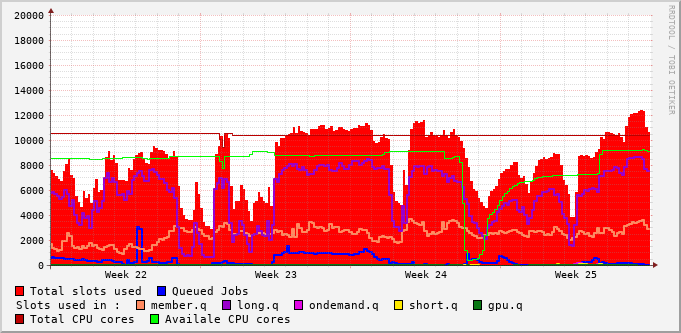 20000
18000
16000
14000
12000
10000
8000
6000
4000
2000
0
Week 22 Week 23 Week 24 Week 25
Total slots used Queued Jobs
Slots used in : member.q long.q ondemand.q short.q gpu.q
Total CPU cores Availale CPU cores
RRDTOOL / TOBI OETIKER